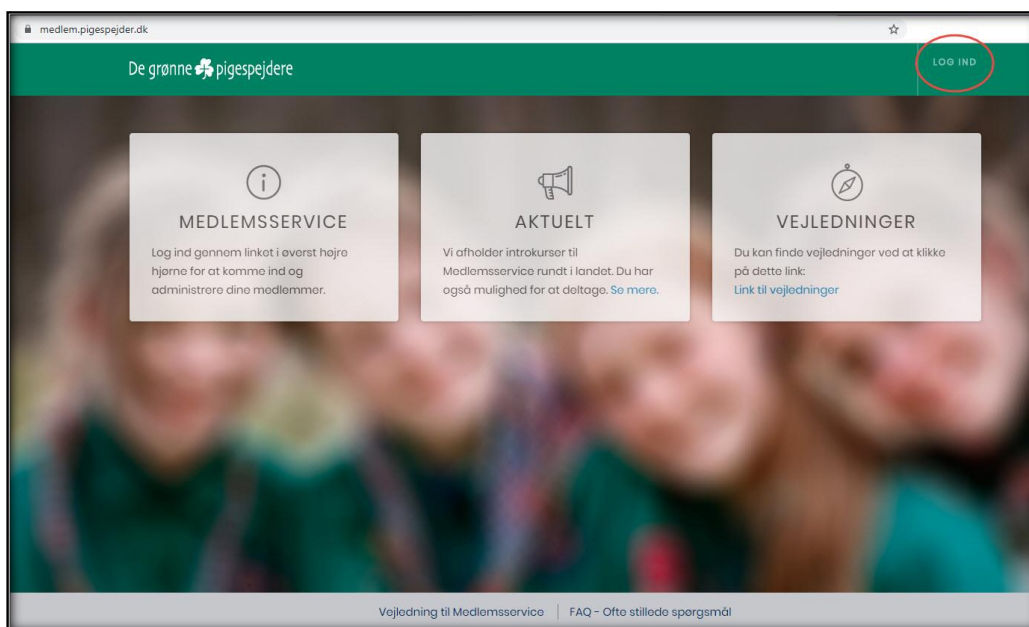 medlem.pigespejder.dk
De grønne pigespejdere
LOG IND
MEDLEMSSERVICE
Log ind gennem linket i øverst højre
hjørne for at komme ind og
administrere dine medlemmer.
AKTUELT
Vi afholder introkurser til
Medlemsservice rundt i landet. Du har
også mulighed for at deltage. Se mere.
VEJLEDNINGER
Du kan finde vejledninger ved at klikke
på dette link:
Link til vejledninger
Vejledning til Medlemsservice
FAQ - Ofte stillede spørgsmål